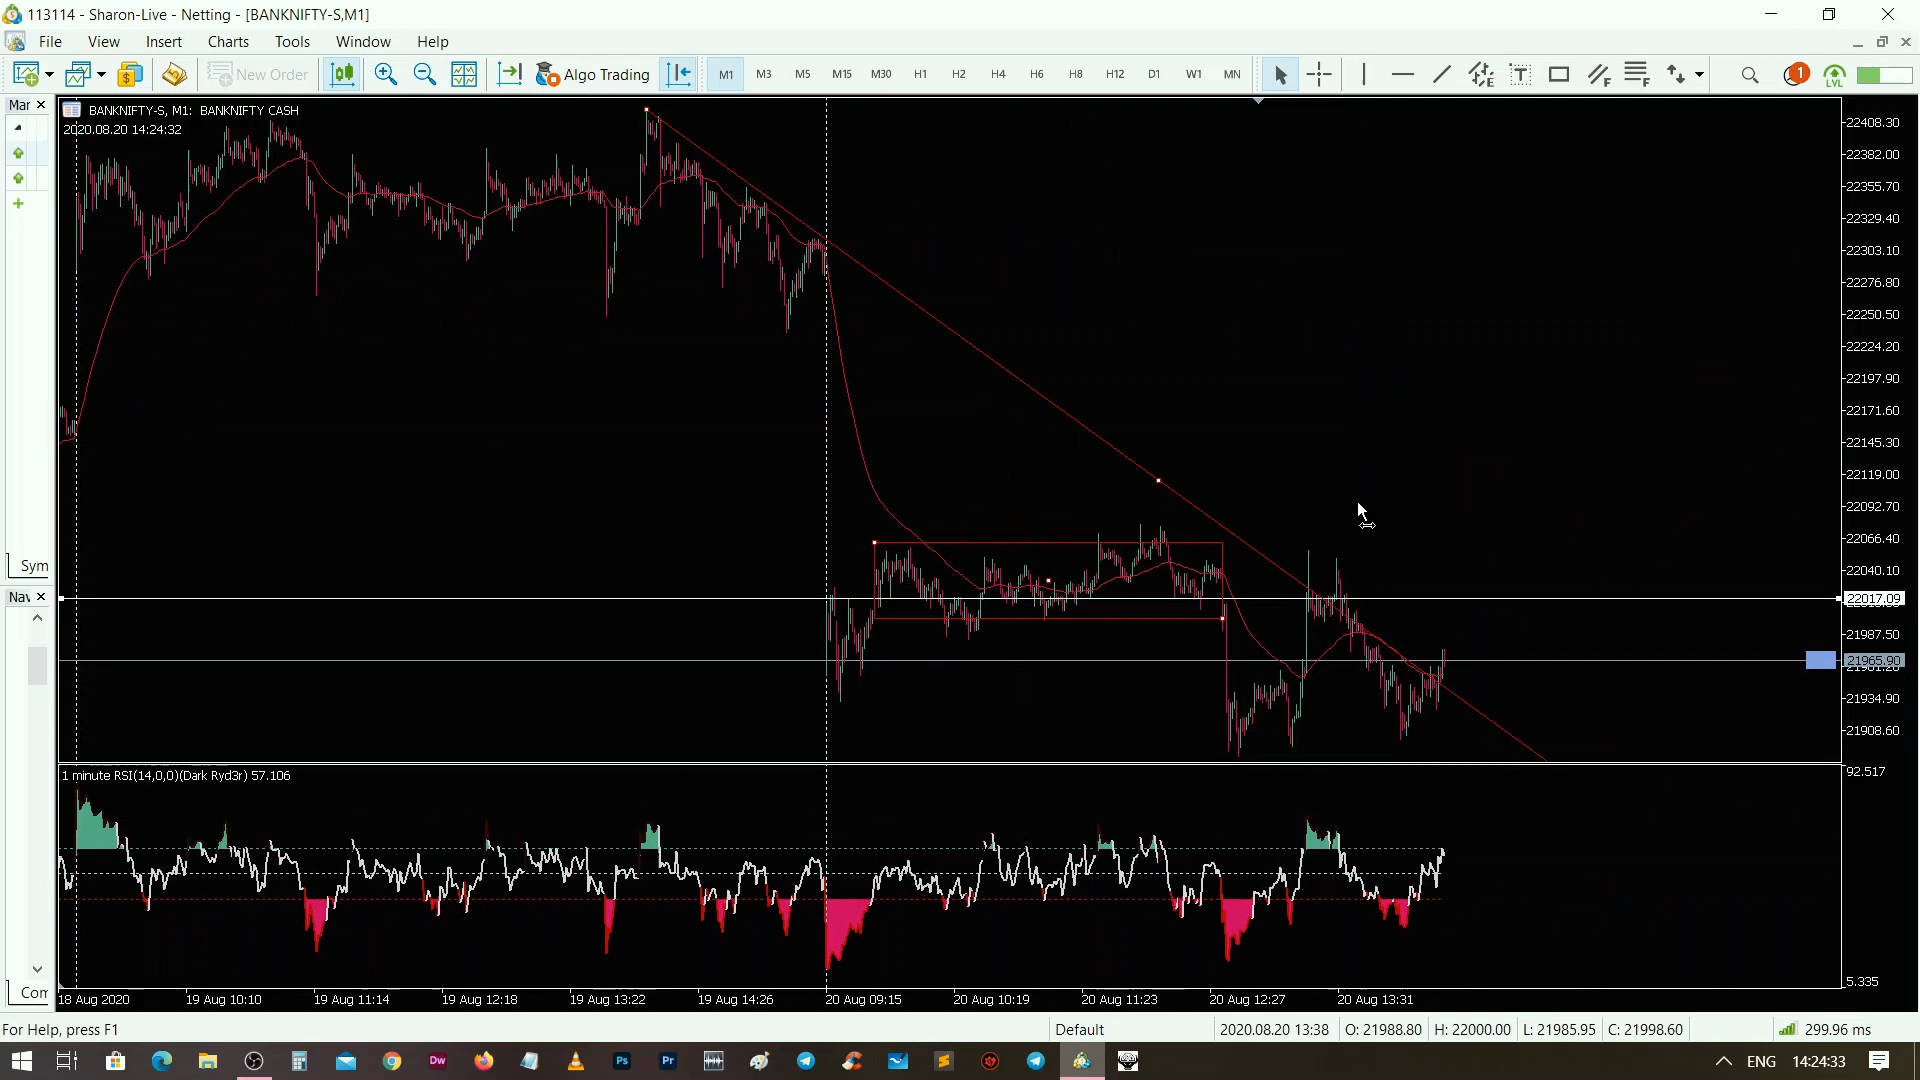 113114 - Sharon-Live - Netting - [BANKNIFTY-S,M1]
File View Insert Charts Tools Window Help
New Order Algo Trading M1 M3 M5 M15 M30 H1 H2 H4 H6 H8 H12 D1 W1 MN 1 LVL
Mar
BANKNIFTY-S, M1: BANKNIFTY CASH
2020.08.20 14:24:32
22408.30
22382.00
22355.70
22329.40
22303.10
22276.80
22250.50
22224.20
22197.90
22171.60
22145.30
22119.00
22092.70
22066.40
22040.10
22017.09
21987.50
21965.90
21934.90
21908.60
Sym
Nav
Com
1 minute RSI(14,0,0)(Dark Ryd3r) 57.106
92.517
5.335
18 Aug 2020 19 Aug 10:10 19 Aug 11:14 19 Aug 12:18 19 Aug 13:22 19 Aug 14:26 20 Aug 09:15 20 Aug 10:19 20 Aug 11:23 20 Aug 12:27 20 Aug 13:31
For Help, press F1 Default 2020.08.20 13:38 O: 21988.80 H: 22000.00 L: 21985.95 C: 21998.60 299.96 ms
Dw Ps Pr ENG 14:24:33